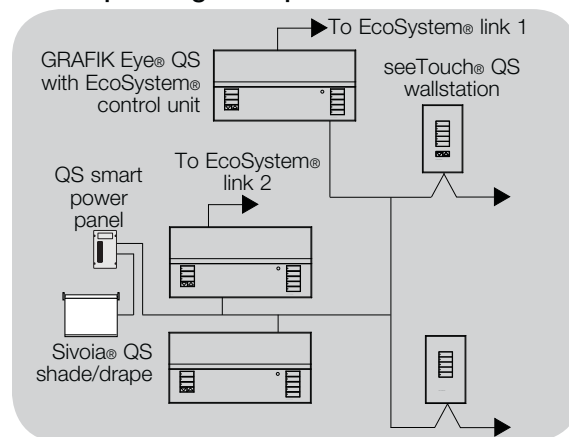 To EcoSystem® link 1
GRAFIK Eye® QS
with EcoSystem®
control unit
seeTouch® QS
wallstation
To EcoSystem®
link 2
QS smart
power
panel
Sivoia® QS
shade/drape